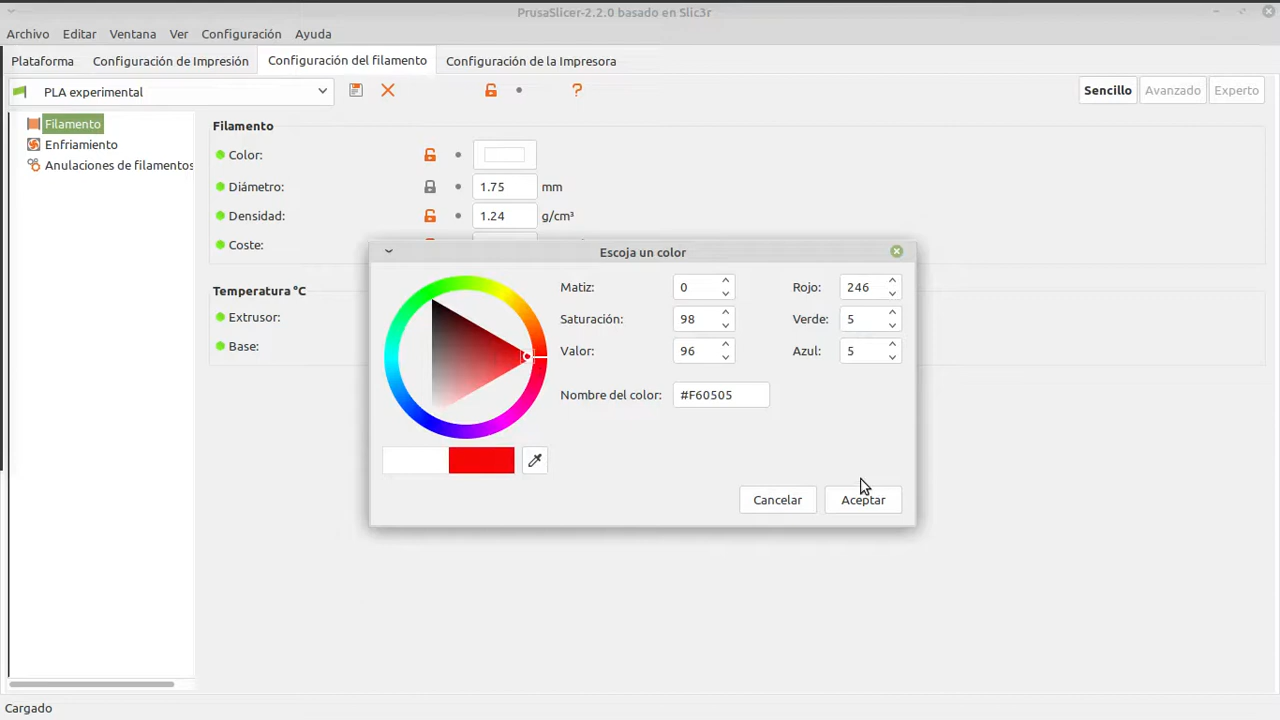 PrusaSlicer-2.2.0 basado en Slic3r
Archivo Editar Ventana Ver Configuración Ayuda
Plataforma Configuración de Impresión Configuración del filamento Configuración de la Impresora
PLA experimental ? Sencillo Avanzado Experto
Filamento
Enfriamiento
Anulaciones de filamentos
Filamento
Color:
Diámetro: 1.75 mm
Densidad: 1.24 g/cm³
Coste:
Temperatura °C
Extrusor:
Base:
Escoja un color
Matiz: 0 Rojo: 246
Saturación: 98 Verde: 5
Valor: 96 Azul: 5
Nombre del color: #F60505
Cancelar Aceptar
Cargado